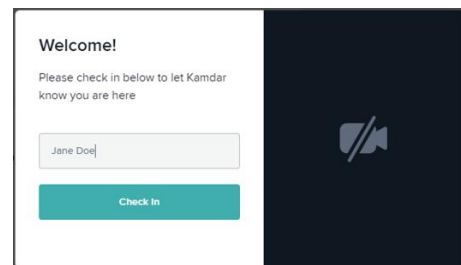 Welcome!
Please check in below to let Kamdar
know you are here
Jane Doe
Check In